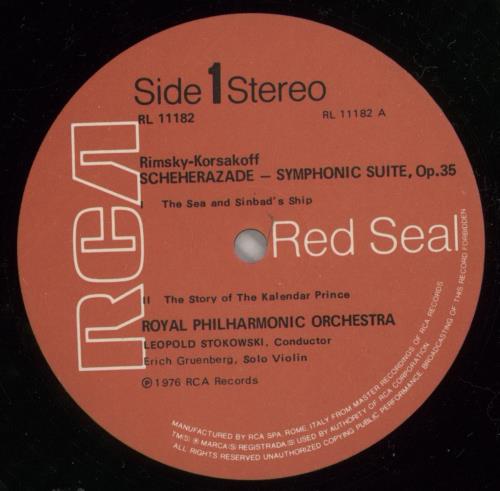 Side 1 Stereo
RL 11182
RL 11182 A
Rimsky-Korsakoff
SCHEHERAZADE – SYMPHONIC SUITE, Op.35
I The Sea and Sinbad's Ship
RCA
Red Seal
II The Story of The Kalendar Prince
ROYAL PHILHARMONIC ORCHESTRA
LEOPOLD STOKOWSKI, Conductor
Erich Gruenberg, Solo Violin
℗ 1976 RCA Records
MANUFACTURED BY RCA SPA ROME, ITALY FROM MASTER RECORDINGS OF RCA RECORDS
TM(S) ® MARCA(S) REGISTRADA(S) USED BY AUTHORITY OF RCA CORPORATION
ALL RIGHTS RESERVED UNAUTHORIZED COPYING PUBLIC PERFORMANCE, BROADCASTING OF THIS RECORD FORBIDDEN